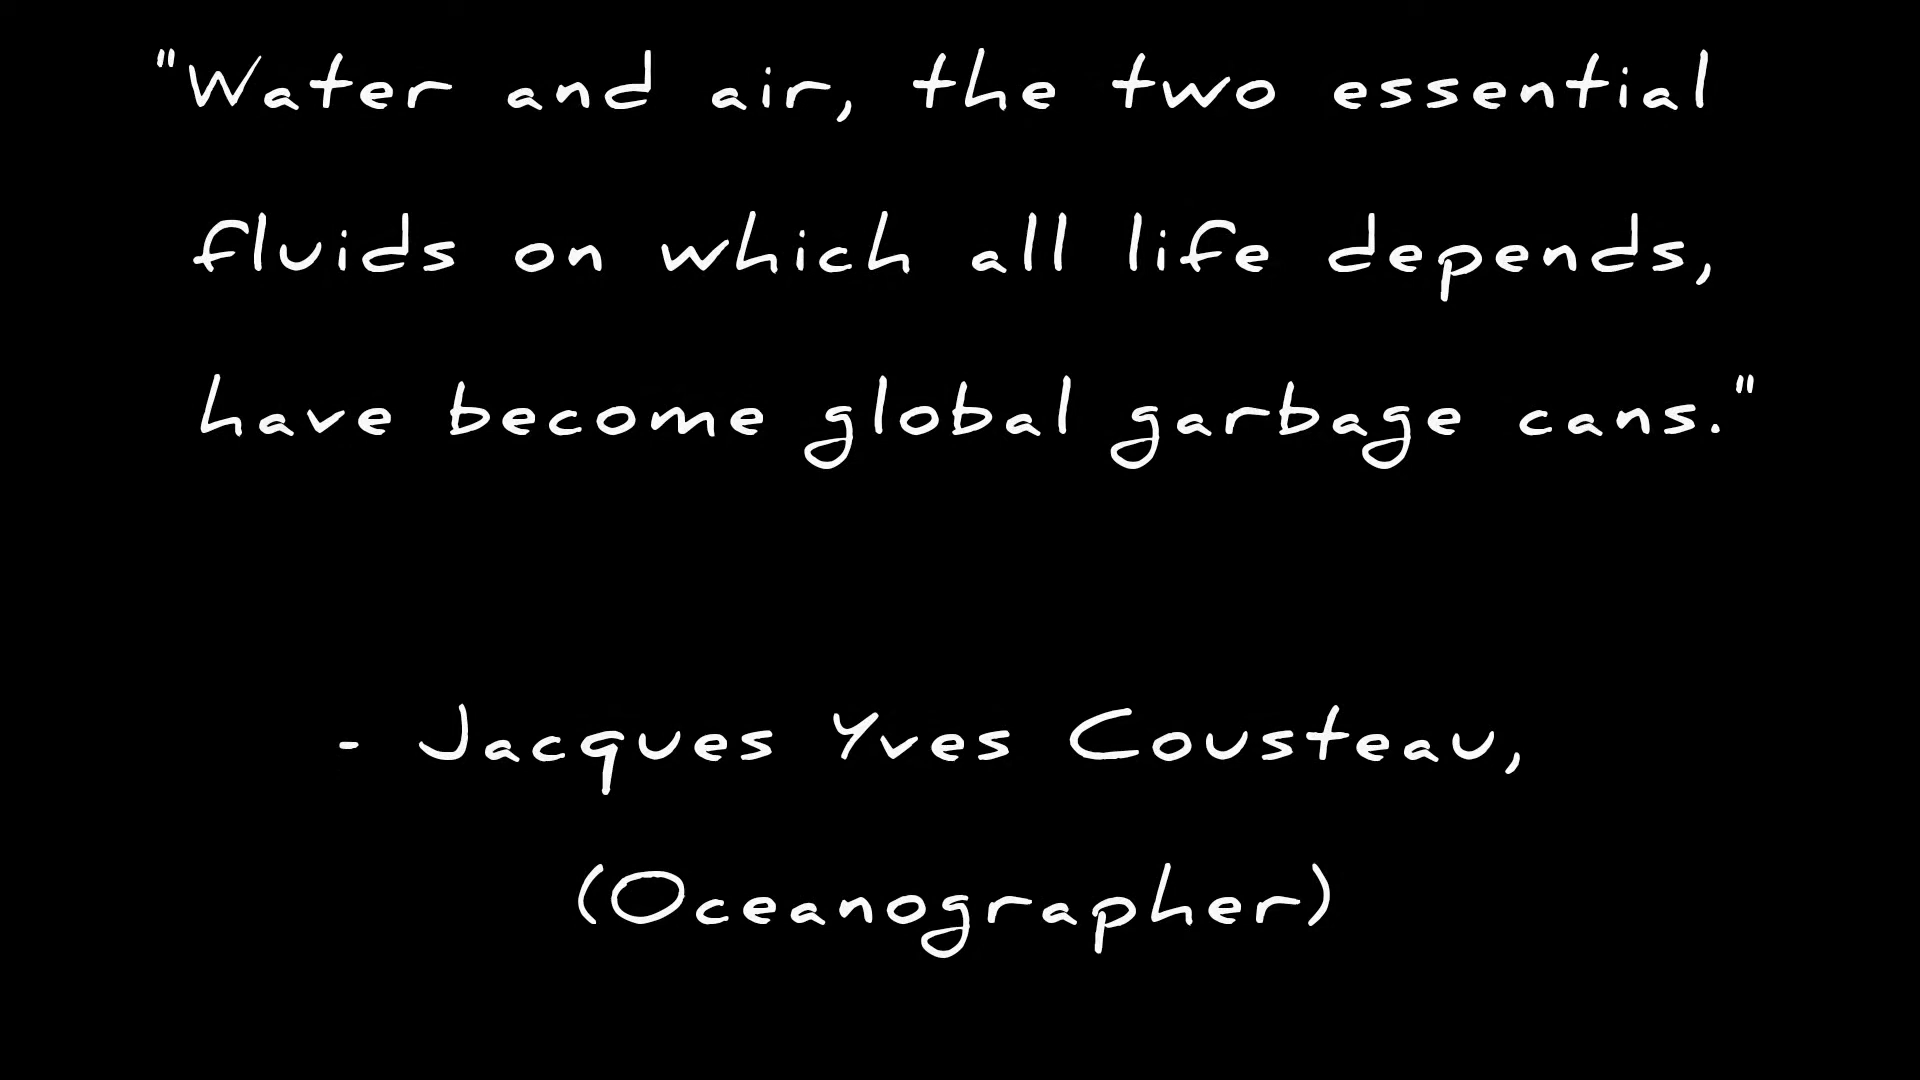 "Water and air, the two essential
fluids on which all life depends,
have become global garbage cans."
- Jacques Yves Cousteau,
(Oceanographer)